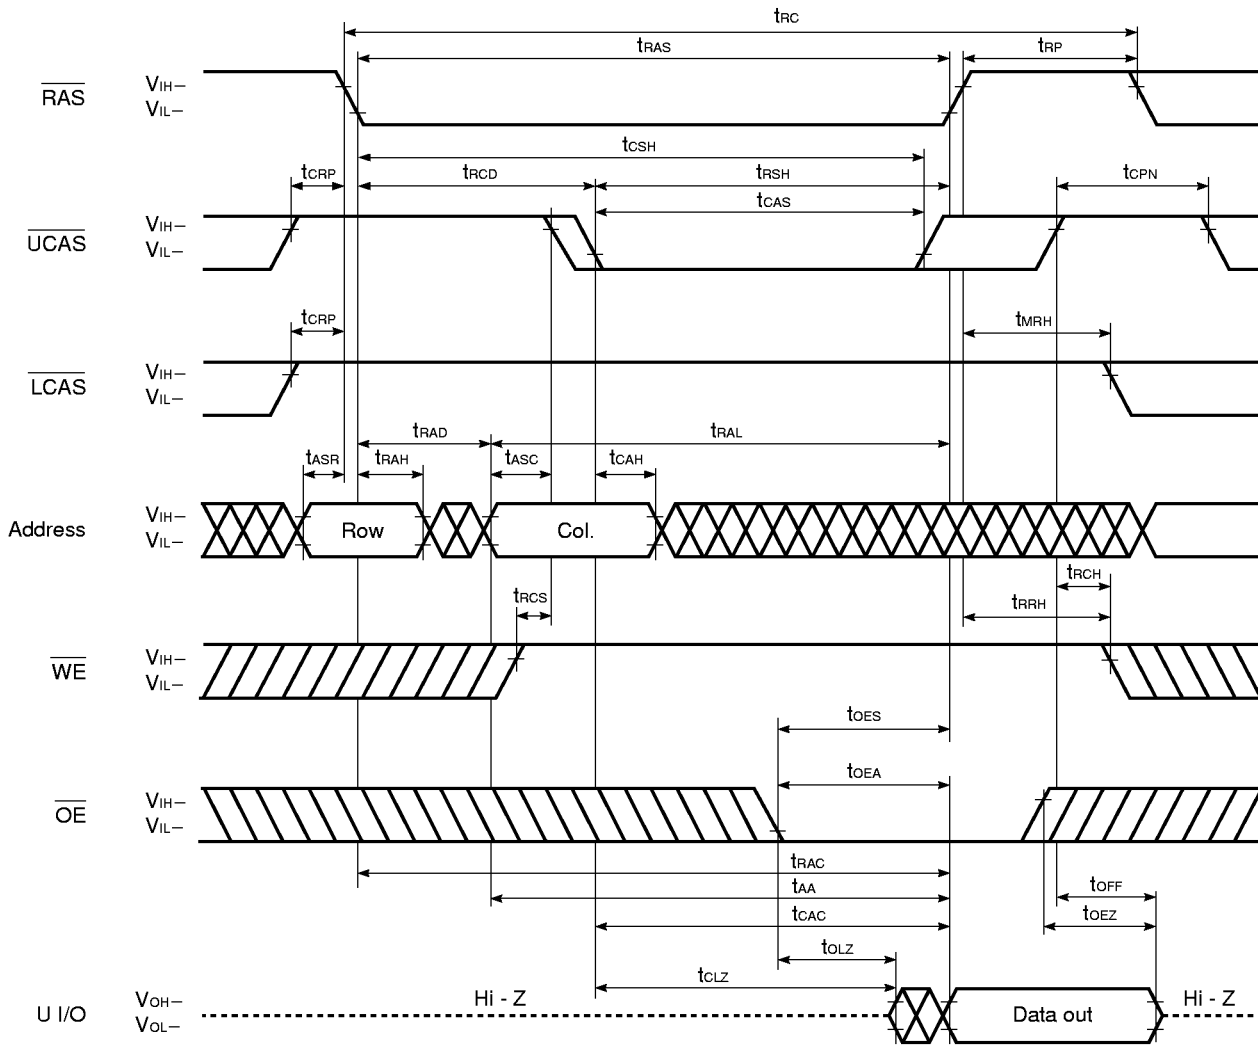 tRC
tRAS
tRP
RAS
VIH–
VIL–
tCSH
tCRP
tRCD
tRSH
tCPN
tCAS
UCAS
VIH–
VIL–
tCRP
tMRH
LCAS
VIH–
VIL–
tRAD
tRAL
tASR
tRAH
tASC
tCAH
Address
VIH–
VIL–
Row
Col.
tRCH
tRCS
tRRH
WE
VIH–
VIL–
tOES
tOEA
OE
VIH–
VIL–
tRAC
tAA
tOFF
tCAC
tOEZ
tOLZ
tCLZ
U I/O
VOH–
VOL–
Hi - Z
Data out
Hi - Z